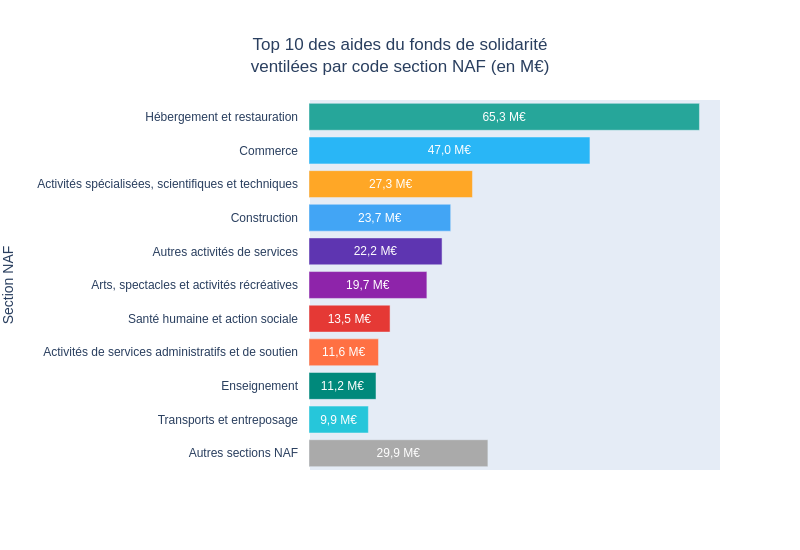 Top 10 des aides du fonds de solidarité
ventilées par code section NAF (en M€)
Section NAF
Hébergement et restauration 65,3 M€
Commerce 47,0 M€
Activités spécialisées, scientifiques et techniques 27,3 M€
Construction 23,7 M€
Autres activités de services 22,2 M€
Arts, spectacles et activités récréatives 19,7 M€
Santé humaine et action sociale 13,5 M€
Activités de services administratifs et de soutien 11,6 M€
Enseignement 11,2 M€
Transports et entreposage 9,9 M€
Autres sections NAF 29,9 M€